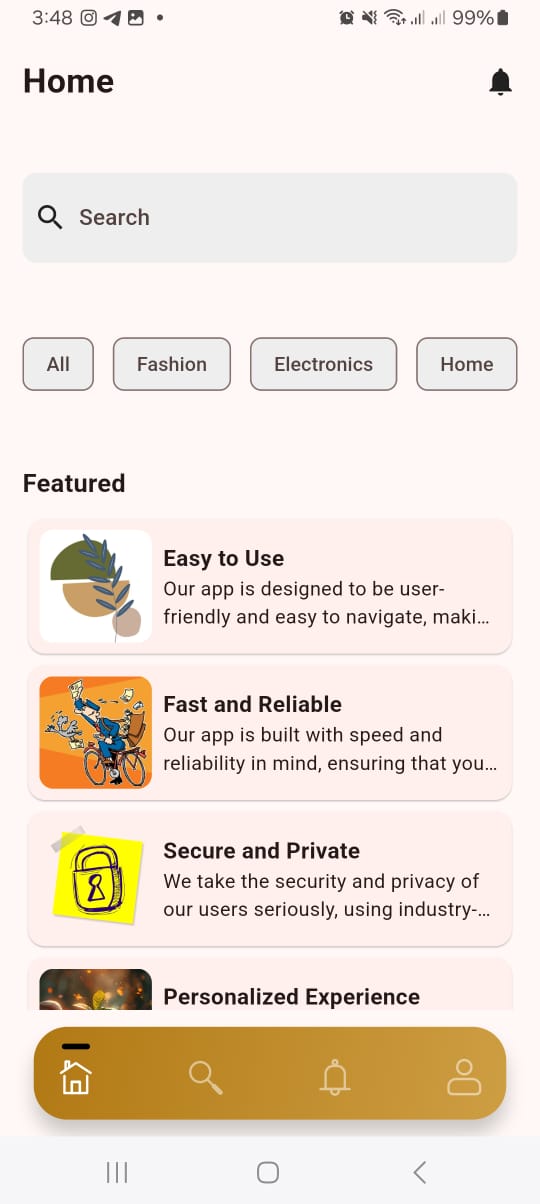 3:48
99%
Home
Search
All
Fashion
Electronics
Home
Featured
Easy to Use
Our app is designed to be user-
friendly and easy to navigate, maki…
Fast and Reliable
Our app is built with speed and
reliability in mind, ensuring that you…
Secure and Private
We take the security and privacy of
our users seriously, using industry-…
Personalized Experience